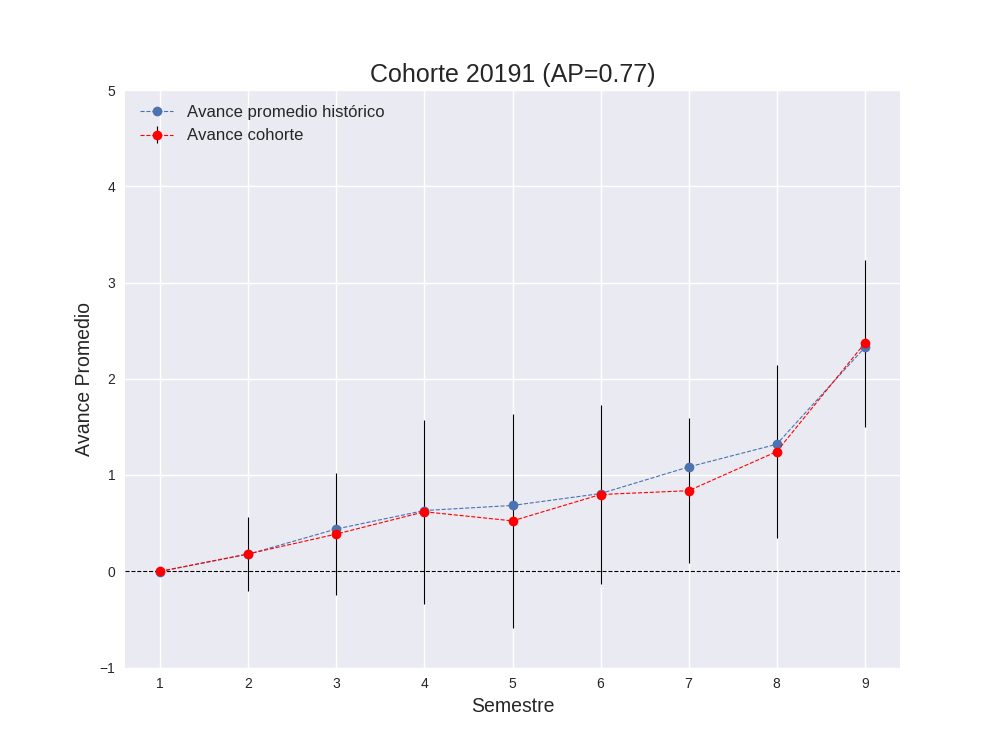 Cohorte 20191 (AP=0.77)
Avance promedio histórico
Avance cohorte
5
4
3
2
1
0
−1
Avance Promedio
1 2 3 4 5 6 7 8 9
Semestre